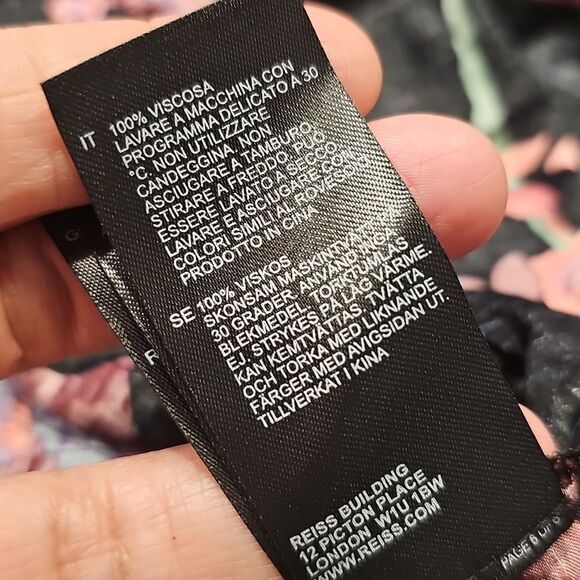 IT 100% VISCOSA
LAVARE A MACCHINA CON
PROGRAMMA DELICATO A 30
°C. NON UTILIZZARE
CANDEGGINA. NON
ASCIUGARE A TAMBURO.
STIRARE A FREDDO. PUÒ
ESSERE LAVATO A SECCO.
LAVARE E ASCIUGARE CON
COLORI SIMILI AL ROVESCIO
PRODOTTO IN CINA
SE 100% VISKOS
SKONSAM MASKINTVÄTT
30 GRADER. ANVÄND INGA
BLEKMEDEL. TORKTUMLAS
EJ. STRYKES PÅ LÅG VÄRME.
KAN KEMTVÄTTAS. TVÄTTA
OCH TORKA MED LIKNANDE
FÄRGER MED AVIGSIDAN UT.
TILLVERKAT I KINA
REISS BUILDING
12 PICTON PLACE
LONDON W1U 1BW
WWW.REISS.COM
PAGE 6 OF